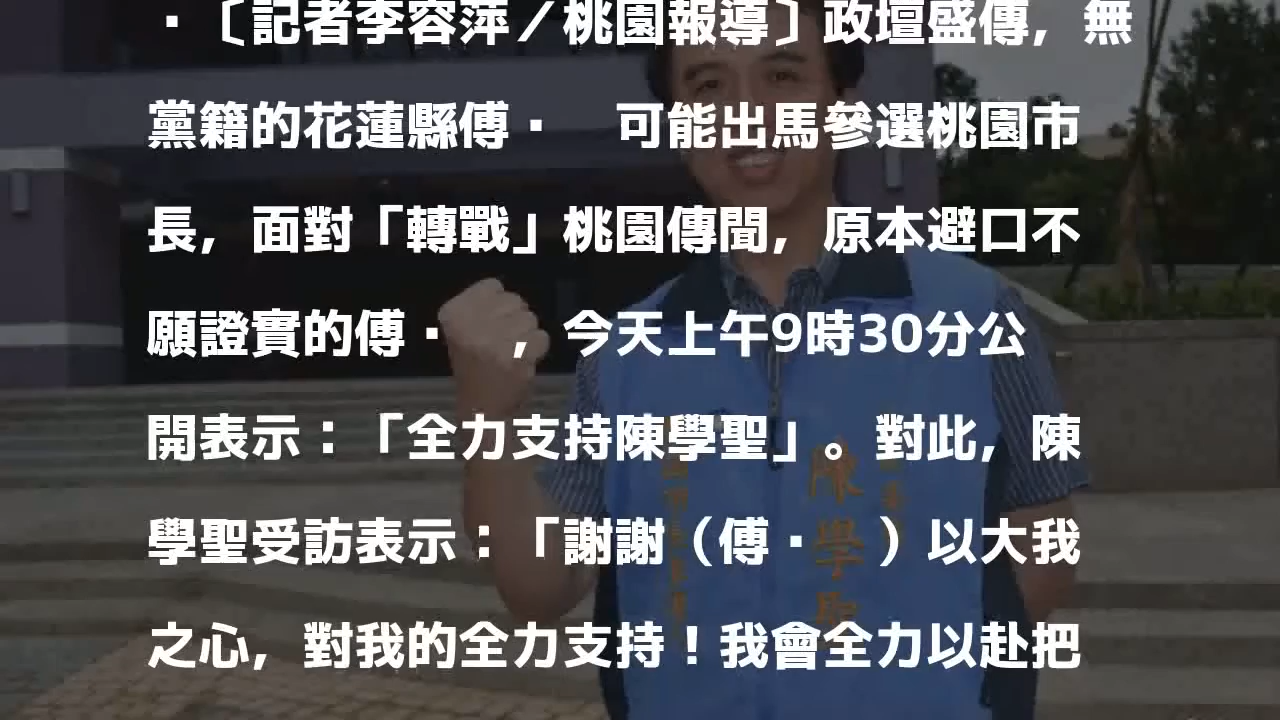 ▪〔記者李容萍／桃園報導〕政壇盛傳，無
黨籍的花蓮縣傅▪　可能出馬參選桃園市
長，面對「轉戰」桃園傳聞，原本避口不
願證實的傅▪　，今天上午9時30分公
開表示：「全力支持陳學聖」。對此，陳
學聖受訪表示：「謝謝（傅▪　）以大我
之心，對我的全力支持！我會全力以赴把
陳學聖